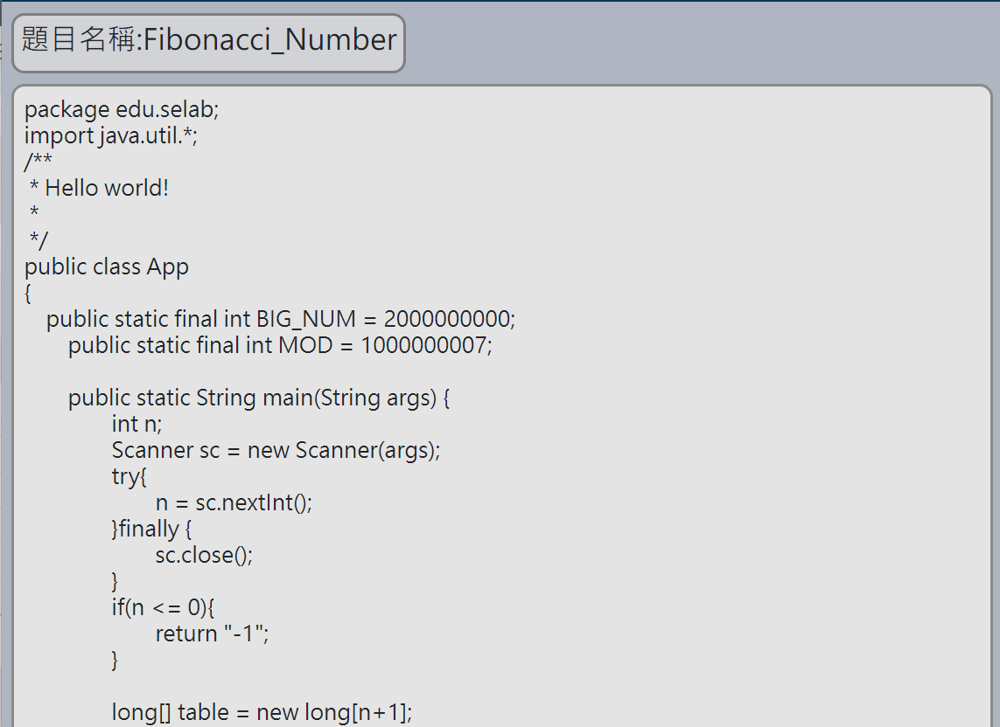 題目名稱:Fibonacci_Number
package edu.selab;
import java.util.*;
/**
 * Hello world!
 *
 */
public class App
{
    public static final int BIG_NUM = 2000000000;
        public static final int MOD = 1000000007;

        public static String main(String args) {
                int n;
                Scanner sc = new Scanner(args);
                try{
                        n = sc.nextInt();
                }finally {
                        sc.close();
                }
                if(n <= 0){
                        return "-1";
                }

                long[] table = new long[n+1];